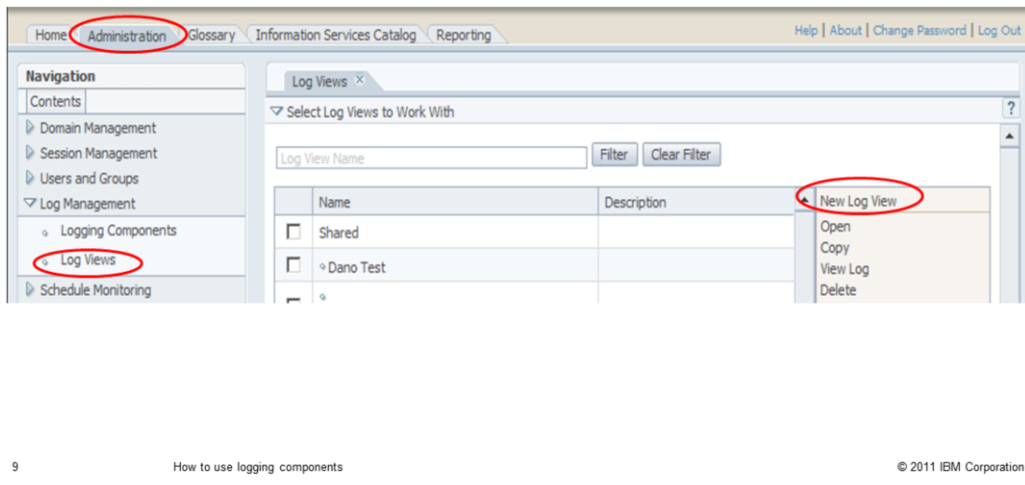 Home Administration Glossary Information Services Catalog Reporting Help | About | Change Password | Log Out
Navigation
Contents
Domain Management
Session Management
Users and Groups
Log Management
Logging Components
Log Views
Schedule Monitoring
Log Views ×
Select Log Views to Work With ?
Log View Name Filter Clear Filter
Name Description New Log View
Shared Open
Copy
Dano Test View Log
Delete
9 How to use logging components © 2011 IBM Corporation